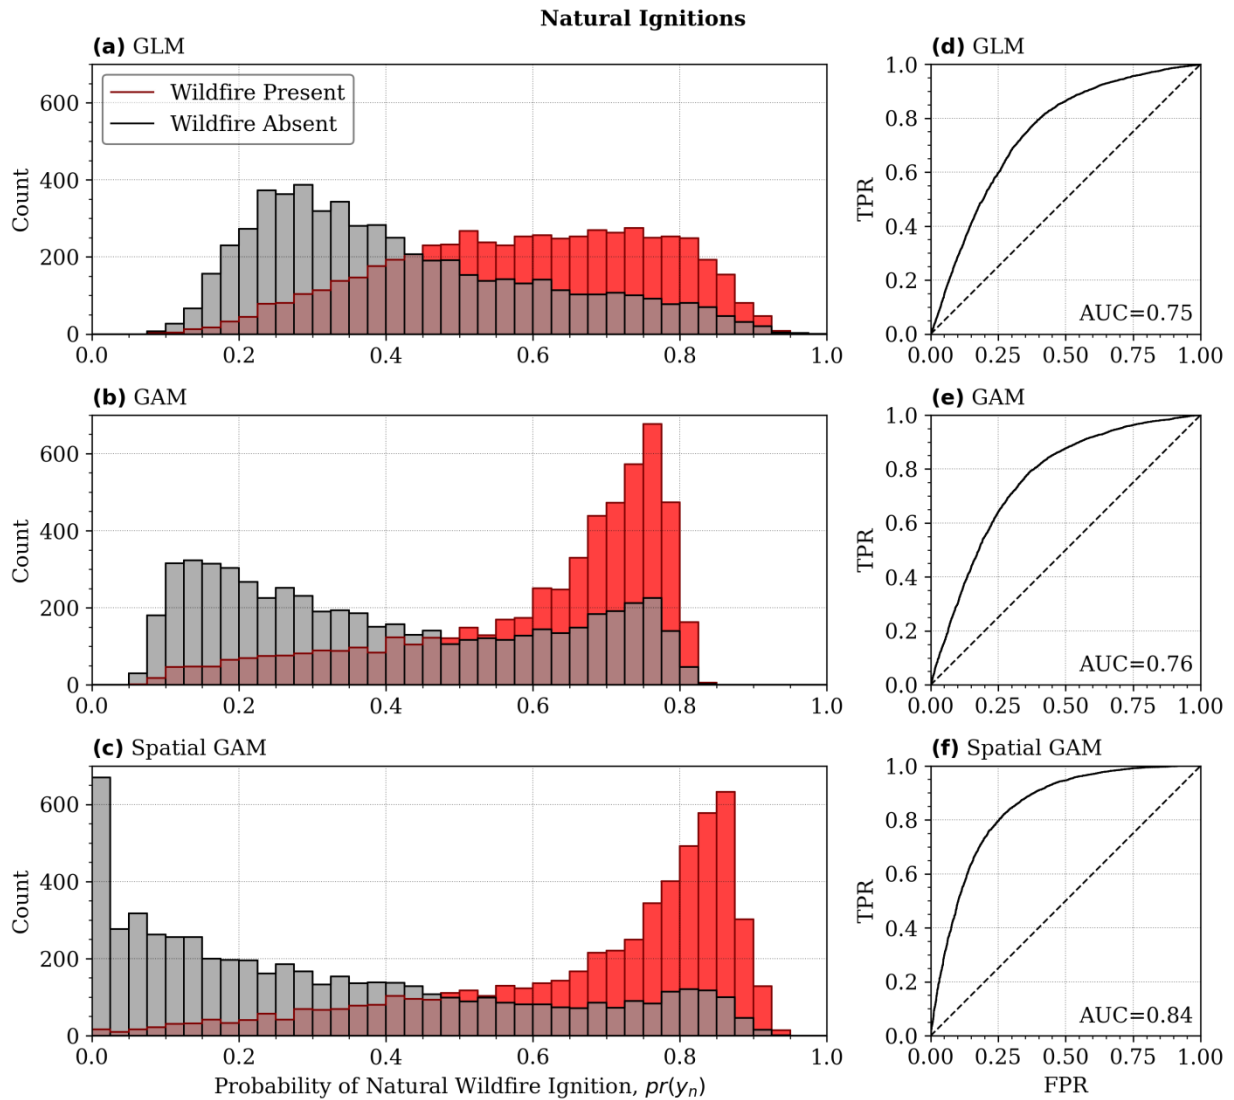 Natural Ignitions
(a) GLM
Wildfire Present
Wildfire Absent
Count
600
400
200
0
0.0 0.2 0.4 0.6 0.8 1.0
(d) GLM
TPR
1.0
0.8
0.6
0.4
0.2
0.0
AUC=0.75
0.00 0.25 0.50 0.75 1.00
(b) GAM
Count
600
400
200
0
0.0 0.2 0.4 0.6 0.8 1.0
(e) GAM
TPR
1.0
0.8
0.6
0.4
0.2
0.0
AUC=0.76
0.00 0.25 0.50 0.75 1.00
(c) Spatial GAM
Count
600
400
200
0
0.0 0.2 0.4 0.6 0.8 1.0
Probability of Natural Wildfire Ignition, pr(yₙ)
(f) Spatial GAM
TPR
1.0
0.8
0.6
0.4
0.2
0.0
AUC=0.84
0.00 0.25 0.50 0.75 1.00
FPR